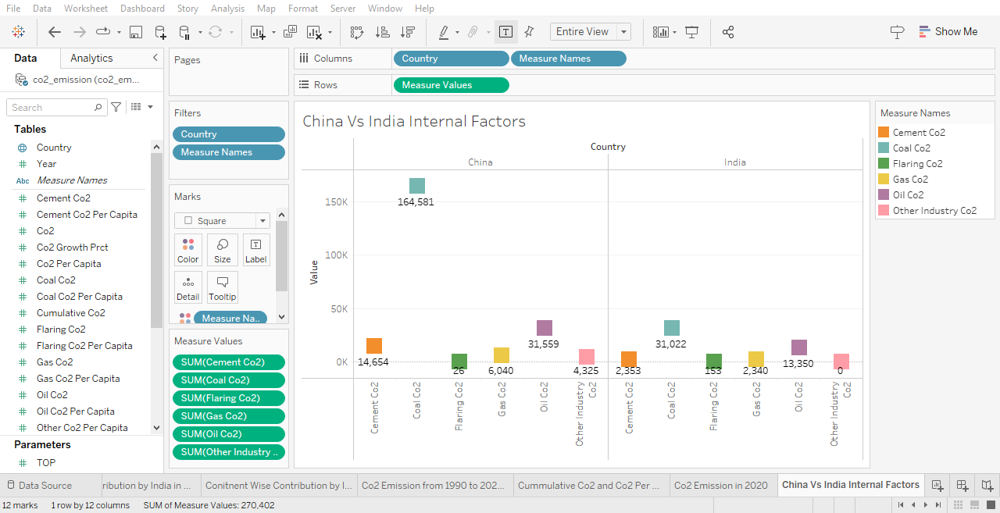 File Data Worksheet Dashboard Story Analysis Map Format Server Window Help
Entire View
Show Me
Data Analytics
co2_emission (co2_em...
Search
Tables
Country
Year
Abc Measure Names
Cement Co2
Cement Co2 Per Capita
Co2
Co2 Growth Prct
Co2 Per Capita
Coal Co2
Coal Co2 Per Capita
Cumulative Co2
Flaring Co2
Flaring Co2 Per Capita
Gas Co2
Gas Co2 Per Capita
Oil Co2
Oil Co2 Per Capita
Other Co2 Per Capita
Parameters
TOP
Pages
Filters
Country
Measure Names
Marks
Square
Color Size Label
Detail Tooltip
Measure Na..
Measure Values
SUM(Cement Co2)
SUM(Coal Co2)
SUM(Flaring Co2)
SUM(Gas Co2)
SUM(Oil Co2)
SUM(Other Industry ..
Columns Country Measure Names
Rows Measure Values
China Vs India Internal Factors
Country
China India
Value
150K
100K
50K
0K
164,581
14,654
26
6,040
31,559
4,325
2,353
31,022
153
2,340
13,350
0
Cement Co2
Coal Co2
Flaring Co2
Gas Co2
Oil Co2
Other Industry
Co2
Cement Co2
Coal Co2
Flaring Co2
Gas Co2
Oil Co2
Other Industry
Co2
Measure Names
Cement Co2
Coal Co2
Flaring Co2
Gas Co2
Oil Co2
Other Industry Co2
Data Source ribution by India in ... Conitnent Wise Contribution by I... Co2 Emission from 1990 to 202... Cummulative Co2 and Co2 Per ... Co2 Emission in 2020 China Vs India Internal Factors
12 marks 1 row by 12 columns SUM of Measure Values: 270,402